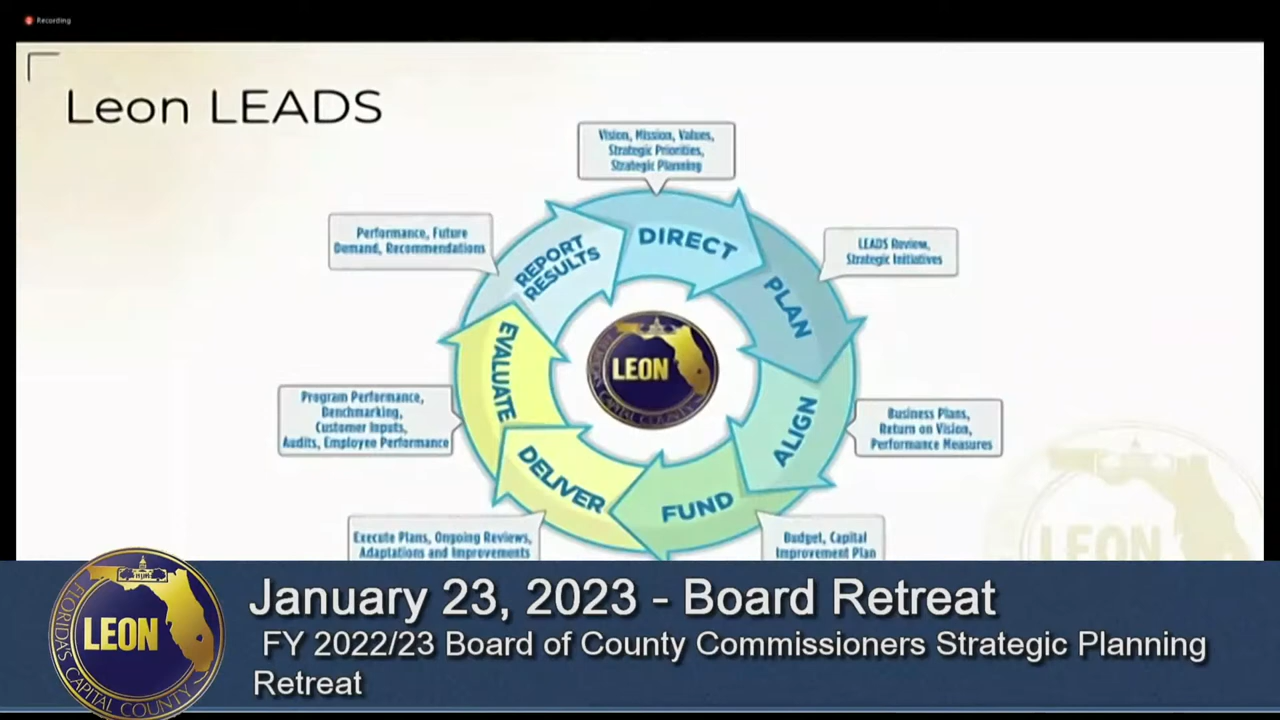 Recording
Leon LEADS
Vision, Mission, Values,
Strategic Priorities,
Strategic Planning
Performance, Future
Demand, Recommendations
LEADS Review,
Strategic Initiatives
REPORT
RESULTS
DIRECT
PLAN
EVALUATE
LEON
CAPITAL COUNTY
ALIGN
Program Performance,
Benchmarking,
Customer Inputs,
Audits, Employee Performance
Business Plans,
Return on Vision,
Performance Measures
DELIVER
FUND
Execute Plans, Ongoing Reviews,
Adaptations and Improvements
Budget, Capital
Improvement Plan
LEON
FLORIDA'S CAPITAL COUNTY
LEON
January 23, 2023 - Board Retreat
FY 2022/23 Board of County Commissioners Strategic Planning
Retreat